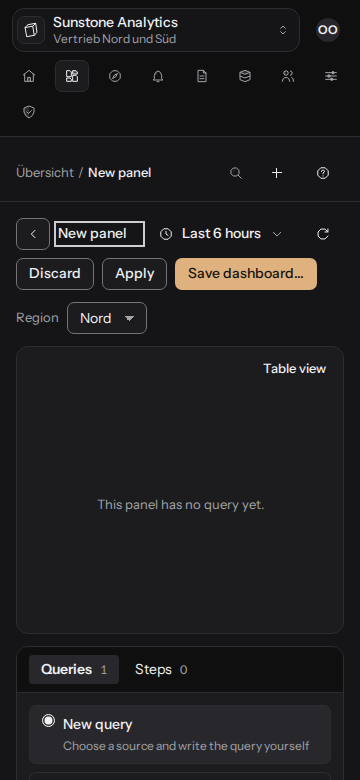 Sunstone Analytics
Vertrieb Nord und Süd
OO
Übersicht / New panel
New panel
Last 6 hours
Discard
Apply
Save dashboard...
Region
Nord
Table view
This panel has no query yet.
Queries 1
Steps 0
New query
Choose a source and write the query yourself